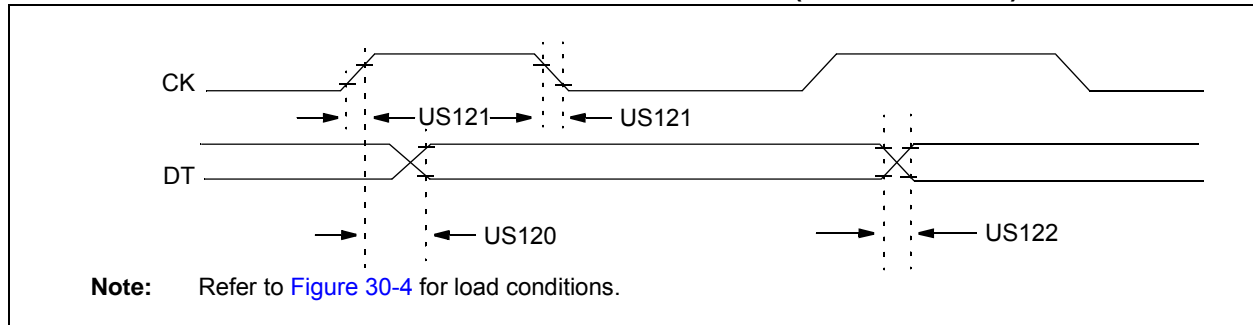 CK
US121
US121
DT
US120
US122
Note: Refer to Figure 30-4 for load conditions.